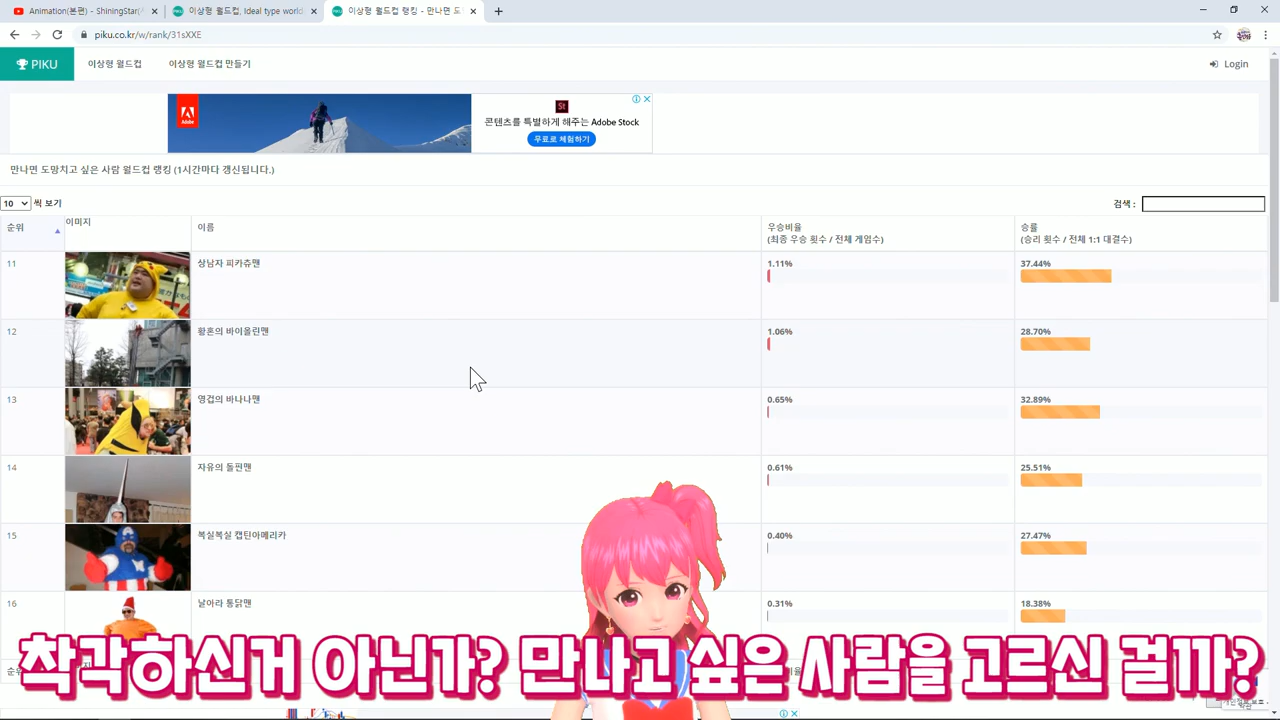 Animation(본편) - ShiningStar(A
이상형 월드컵, Ideal type world
이상형 월드컵 랭킹 - 만나면 도
piku.co.kr/w/rank/31sXXE
PIKU
이상형 월드컵
이상형 월드컵 만들기
Login
Adobe
St
콘텐츠를 특별하게 해주는 Adobe Stock
무료로 체험하기
만나면 도망치고 싶은 사람 월드컵 랭킹 (1시간마다 갱신됩니다.)
10 씩 보기
검색 :
순위 이미지 이름 우승비율 승률
(최종 우승 횟수 / 전체 게임수) (승리 횟수 / 전체 1:1 대결수)
11 상남자 피카츄맨 1.11% 37.44%
12 황혼의 바이올린맨 1.06% 28.70%
13 영겁의 바나나맨 0.65% 32.89%
14 자유의 돌핀맨 0.61% 25.51%
15 복실복실 캡틴아메리카 0.40% 27.47%
16 날아라 통닭맨 0.31% 18.38%
착각하신거 아닌가? 만나고 싶은 사람을 고르신 걸까?